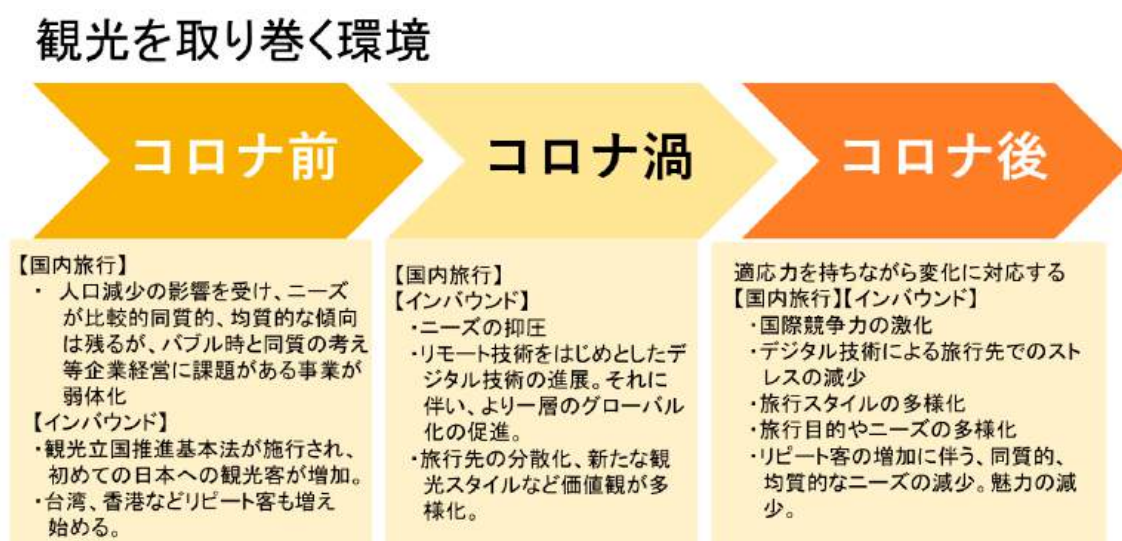 観光を取り巻く環境
コロナ前
コロナ渦
コロナ後
【国内旅行】
・ 人口減少の影響を受け、ニーズ
が比較的同質的、均質的な傾向
は残るが、バブル時と同質の考え
等企業経営に課題がある事業が
弱体化
【インバウンド】
・観光立国推進基本法が施行され、
初めての日本への観光客が増加。
・台湾、香港などリピート客も増え
始める。
【国内旅行】
【インバウンド】
・ニーズの抑圧
・リモート技術をはじめとしたデ
ジタル技術の進展。それに
伴い、より一層のグローバル
化の促進。
・旅行先の分散化、新たな観
光スタイルなど価値観が多
様化。
適応力を持ちながら変化に対応する
【国内旅行】【インバウンド】
・国際競争力の激化
・デジタル技術による旅行先でのスト
レスの減少
・旅行スタイルの多様化
・旅行目的やニーズの多様化
・リピート客の増加に伴う、同質的、
均質的なニーズの減少。魅力の減
少。